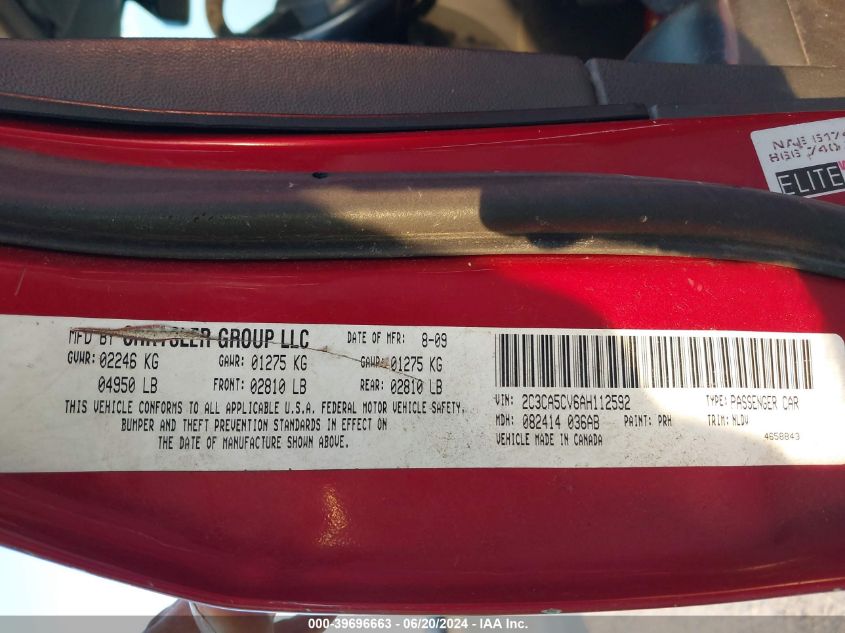 ELITE
MFD BY CHRYSLER GROUP LLC DATE OF MFR: 8-09
GVWR: 02246 KG GAWR: 01275 KG GAWR: 01275 KG
04950 LB FRONT: 02810 LB REAR: 02810 LB
THIS VEHICLE CONFORMS TO ALL APPLICABLE U.S.A. FEDERAL MOTOR VEHICLE SAFETY,
BUMPER AND THEFT PREVENTION STANDARDS IN EFFECT ON
THE DATE OF MANUFACTURE SHOWN ABOVE.
VIN: 2C3CA5CV6AH112592 TYPE: PASSENGER CAR
MDH: 082414 036AB PAINT: PRH TRIM: NLDV
VEHICLE MADE IN CANADA 4658843
000-39696663 - 06/20/2024 - IAA Inc.